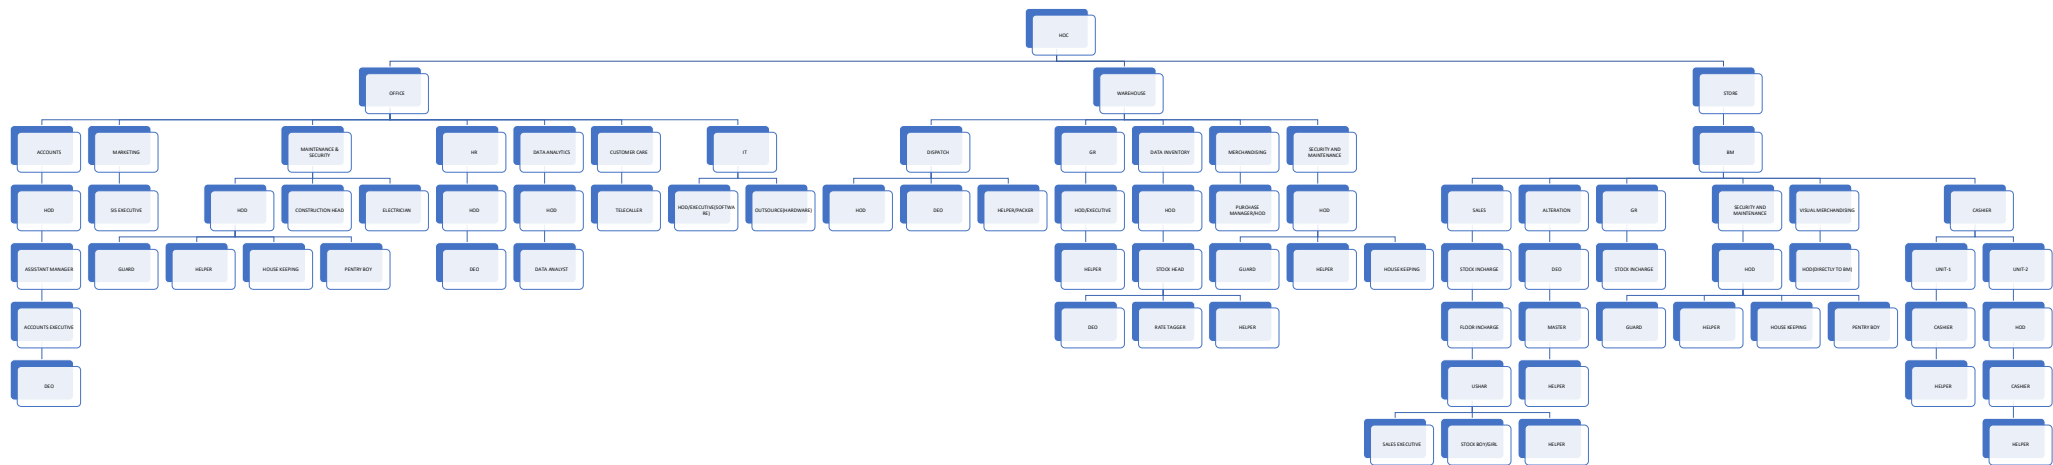 HOC
OFFICE
WAREHOUSE
STORE
ACCOUNTS
MARKETING
MAINTENANCE &
SECURITY
HR
DATA ANALYTICS
CUSTOMER CARE
IT
DISPATCH
GR
DATA INVENTORY
MERCHANDISING
SECURITY AND
MAINTENANCE
BM
HOD
SIS EXECUTIVE
HOD
CONSTRUCTION HEAD
ELECTRICIAN
HOD
HOD
TELECALLER
HOD/EXECUTIVE(SOFTWA
RE)
OUTSOURCE(HARDWARE)
HOD
DEO
HELPER/PACKER
HOD/EXECUTIVE
HOD
PURCHASE
MANAGER/HOD
HOD
SALES
ALTERATION
GR
SECURITY AND
MAINTENANCE
VISUAL MERCHANDISING
CASHIER
ASSISTANT MANAGER
GUARD
HELPER
HOUSE KEEPING
PENTRY BOY
DEO
DATA ANALYST
HELPER
STOCK HEAD
GUARD
HELPER
HOUSE KEEPING
STOCK INCHARGE
DEO
STOCK INCHARGE
HOD
HOD(DIRECTLY TO BM)
UNIT-1
UNIT-2
ACCOUNTS EXECUTIVE
DEO
RATE TAGGER
HELPER
FLOOR INCHARGE
MASTER
GUARD
HELPER
HOUSE KEEPING
PENTRY BOY
CASHIER
HOD
DEO
USHAR
HELPER
HELPER
CASHIER
SALES EXECUTIVE
STOCK BOY/GIRL
HELPER
HELPER